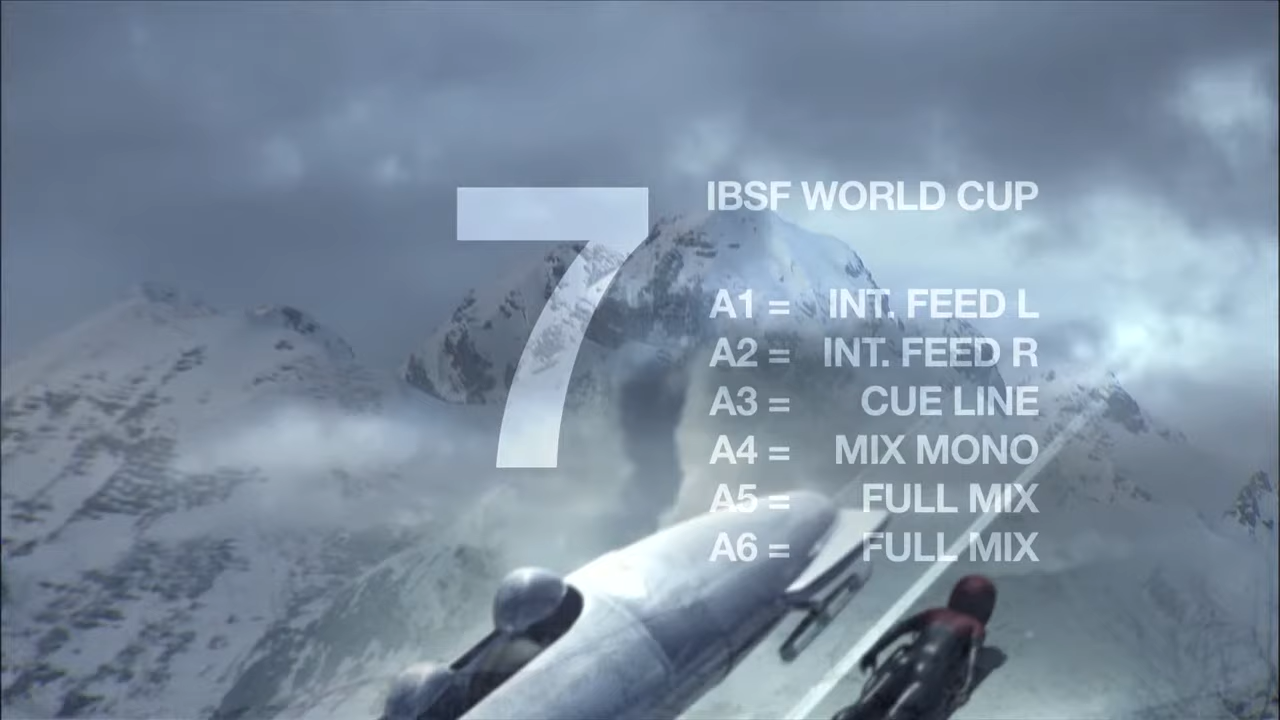 7
IBSF WORLD CUP
A1 = INT. FEED L
A2 = INT. FEED R
A3 = CUE LINE
A4 = MIX MONO
A5 = FULL MIX
A6 = FULL MIX